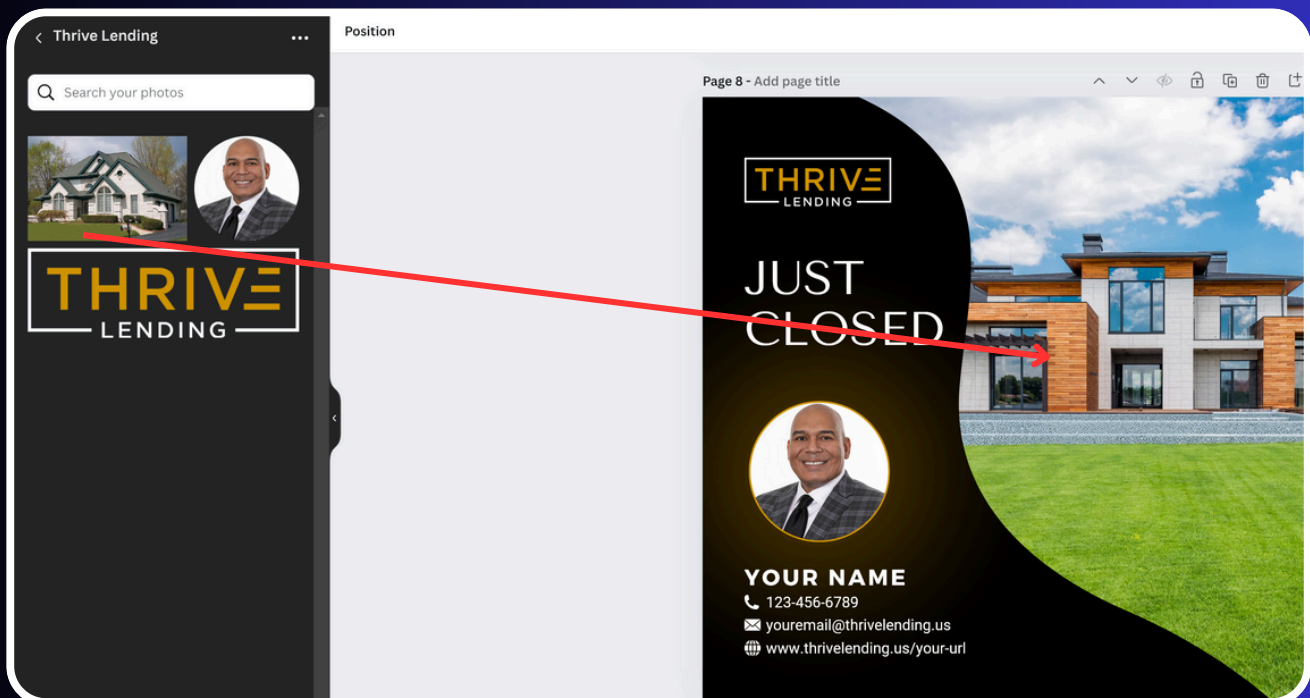 Thrive Lending
...
Search your photos
THRIVE
LENDING
Position
Page 8 - Add page title
THRIVE
LENDING
JUST
CLOSED
YOUR NAME
123-456-6789
youremail@thrivelending.us
www.thrivelending.us/your-url